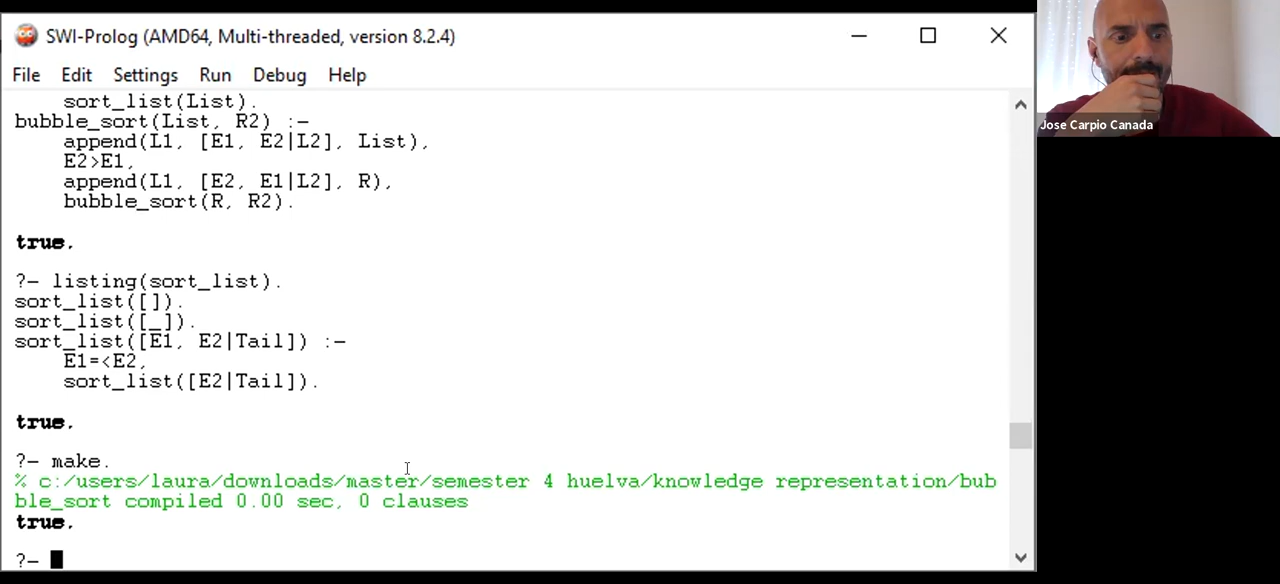 SWI-Prolog (AMD64, Multi-threaded, version 8.2.4)
File Edit Settings Run Debug Help
sort_list(List).
bubble_sort(List, R2) :-
append(L1, [E1, E2|L2], List),
E2>E1,
append(L1, [E2, E1|L2], R),
bubble_sort(R, R2).
true.
?- listing(sort_list).
sort_list([]).
sort_list([_]).
sort_list([E1, E2|Tail]) :-
E1=<E2,
sort_list([E2|Tail]).
true.
?- make.
% c:/users/laura/downloads/master/semester 4 huelva/knowledge representation/bub
ble_sort compiled 0.00 sec, 0 clauses
true.
?-
Jose Carpio Canada